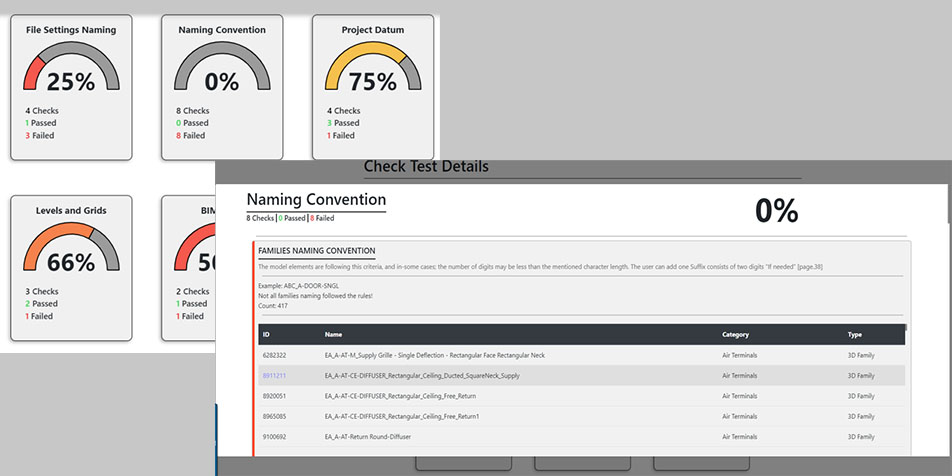 File Settings Naming
25%
4 Checks
1 Passed
3 Failed
Naming Convention
0%
8 Checks
0 Passed
8 Failed
Project Datum
75%
4 Checks
3 Passed
1 Failed
Levels and Grids
66%
3 Checks
2 Passed
1 Failed
2 Checks
1 Passed
1 Failed
Check Test Details
Naming Convention
0%
8 Checks | 0 Passed | 8 Failed
FAMILIES NAMING CONVENTION
The model elements are following this criteria, and in-some cases; the number of digits may be less than the mentioned character length. The user can add one Suffix consists of two digits "If needed" [page.38]
Example: ABC_A-DOOR-SNGL
Not all families naming followed the rules!
Count: 417
ID Name Category Type
6282322 EA_A-AT-M_Supply Grille - Single Deflection - Rectangular Face Rectangular Neck Air Terminals 3D Family
8911211 EA_A-AT-CE-DIFFUSER_Rectangular_Ceiling_Ducted_SquareNeck_Supply Air Terminals 3D Family
8920051 EA_A-AT-CE-DIFFUSER_Rectangular_Ceiling_Free_Return Air Terminals 3D Family
8965085 EA_A-AT-CE-DIFFUSER_Rectangular_Ceiling_Free_Return1 Air Terminals 3D Family
9100692 EA_A-AT-Return Round-Diffuser Air Terminals 3D Family